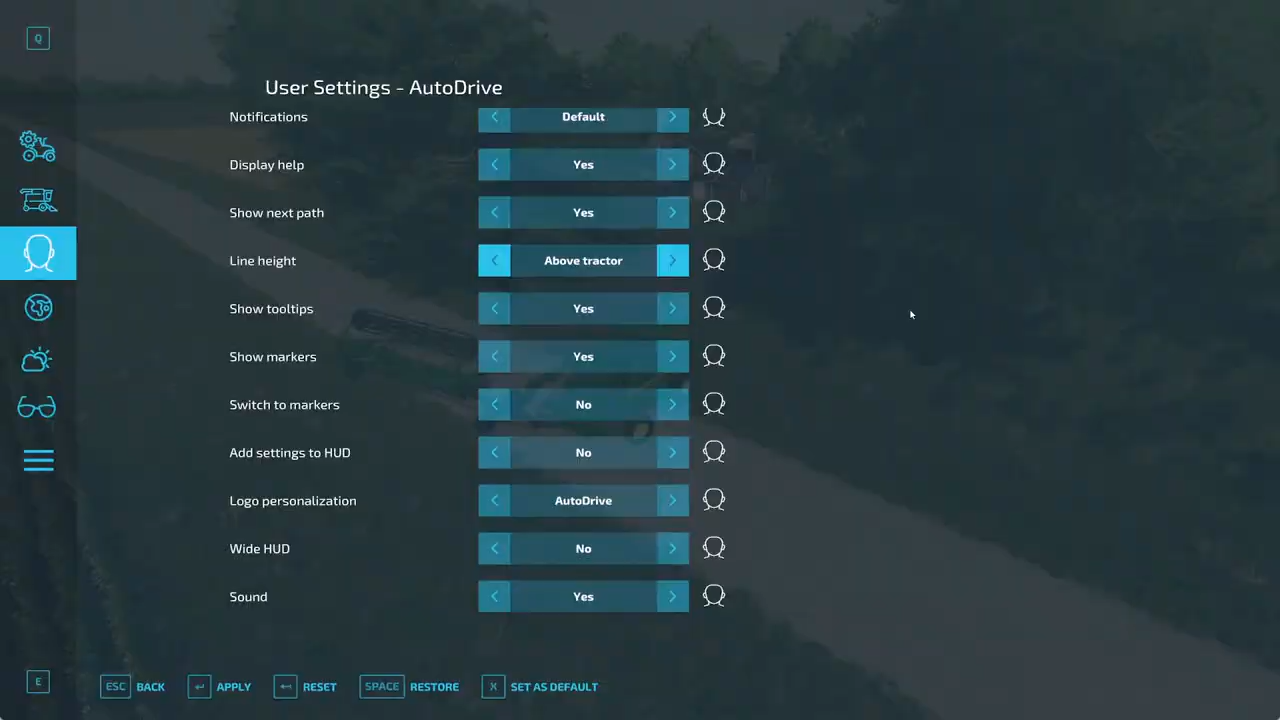 Q
User Settings - AutoDrive
Notifications Default
Display help Yes
Show next path Yes
Line height Above tractor
Show tooltips Yes
Show markers Yes
Switch to markers No
Add settings to HUD No
Logo personalization AutoDrive
Wide HUD No
Sound Yes
E
ESC BACK APPLY RESET SPACE RESTORE X SET AS DEFAULT